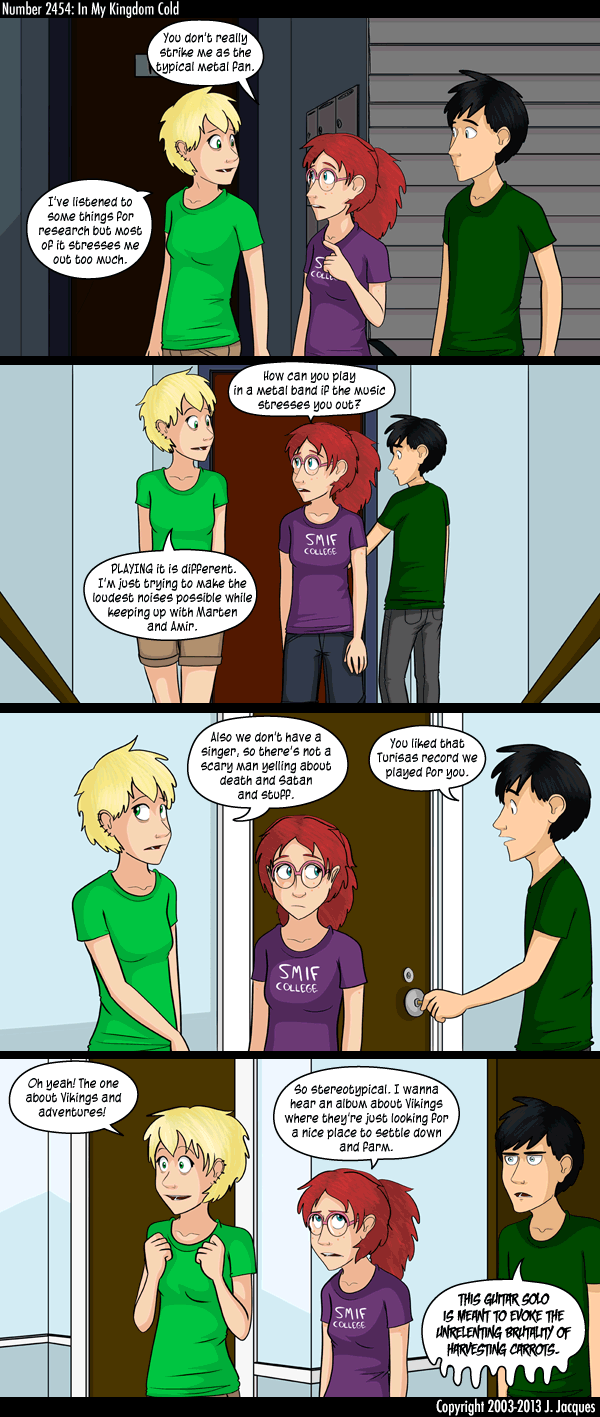 Number 2454: In My Kingdom Cold
You don't really
strike me as the
typical metal fan.
I've listened to
some things for
research but most
of it stresses me
out too much.
S
COLL
How can you play
in a metal band if the music
stresses you out?
SMIF
COLLEGE
PLAYING it is different.
I'm just trying to make the
loudest noises possible while
keeping up with Marten
and Amir.
Also we don't have a
singer, so there's not a
scary man yelling about
death and Satan
and stuff.
You liked that
Turisas record we
played for you.
SMIF
COLLEGE
Oh yeah! The one
about Vikings and
adventures!
So stereotypical. I wanna
hear an album about Vikings
where they're just looking for
a nice place to settle down
and farm.
SMIF
COLLEGE
THIS GUITAR SOLO
IS MEANT TO EVOKE THE
UNRELENTING BRUTALITY OF
HARVESTING CARROTS.
Copyright 2003-2013 J. Jacques